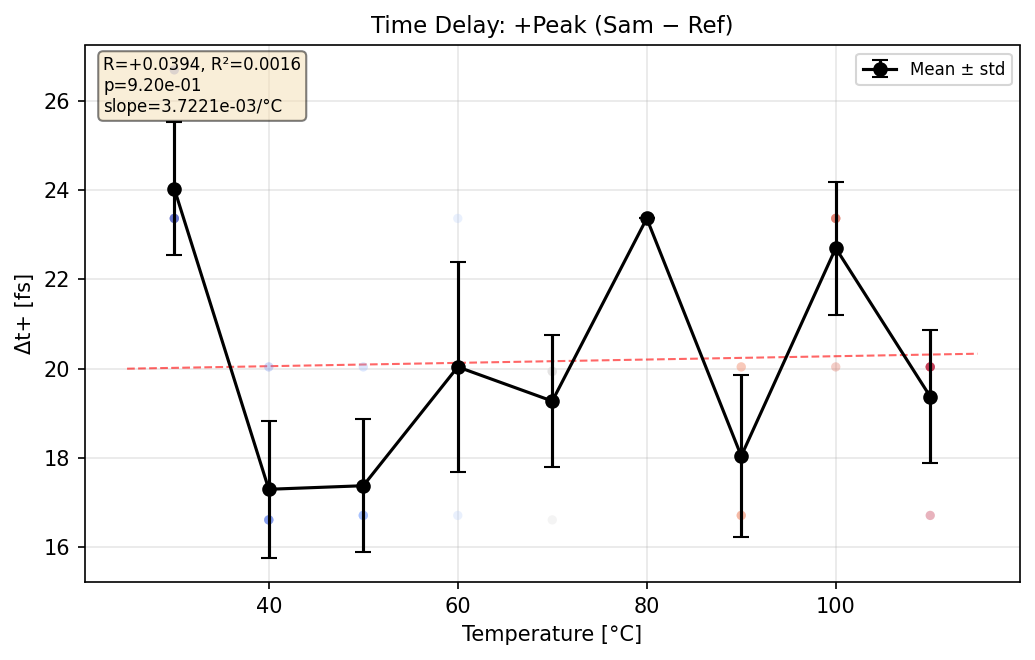 Time Delay: +Peak (Sam − Ref)
R=+0.0394, R²=0.0016
p=9.20e-01
slope=3.7221e-03/°C
Mean ± std
26
24
22
20
18
16
Δt+ [fs]
40 60 80 100
Temperature [°C]